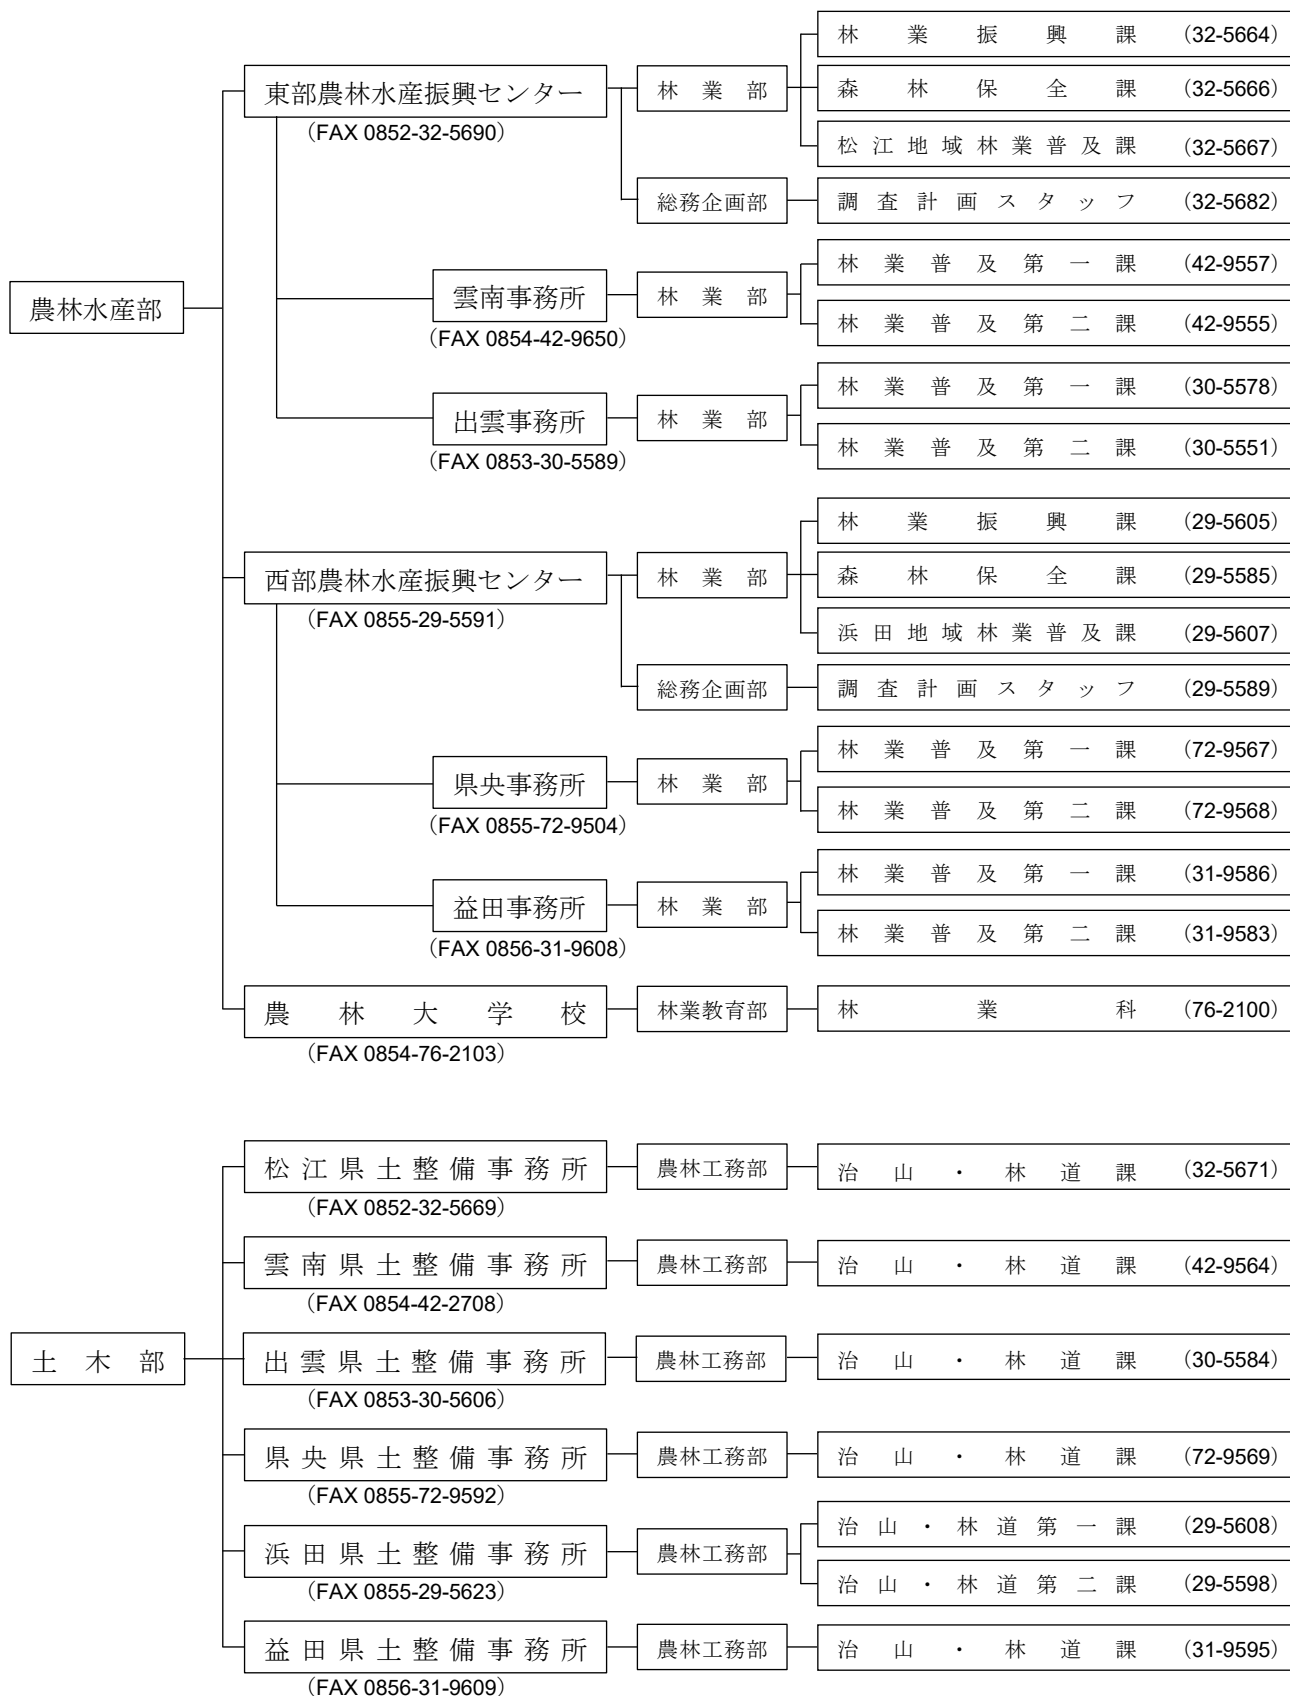 林業振興課 (32-5664)
東部農林水産振興センター 林業部 森林保全課 (32-5666)
(FAX 0852-32-5690)
松江地域林業普及課 (32-5667)
総務企画部 調査計画スタッフ (32-5682)
林業普及第一課 (42-9557)
農林水産部 雲南事務所 林業部
(FAX 0854-42-9650)
林業普及第二課 (42-9555)
林業普及第一課 (30-5578)
出雲事務所 林業部
(FAX 0853-30-5589)
林業普及第二課 (30-5551)
林業振興課 (29-5605)
西部農林水産振興センター 林業部 森林保全課 (29-5585)
(FAX 0855-29-5591)
浜田地域林業普及課 (29-5607)
総務企画部 調査計画スタッフ (29-5589)
林業普及第一課 (72-9567)
県央事務所 林業部
(FAX 0855-72-9504)
林業普及第二課 (72-9568)
林業普及第一課 (31-9586)
益田事務所 林業部
(FAX 0856-31-9608)
林業普及第二課 (31-9583)
農林大学校 林業教育部 林業科 (76-2100)
(FAX 0854-76-2103)
松江県土整備事務所 農林工務部 治山・林道課 (32-5671)
(FAX 0852-32-5669)
雲南県土整備事務所 農林工務部 治山・林道課 (42-9564)
(FAX 0854-42-2708)
土木部 出雲県土整備事務所 農林工務部 治山・林道課 (30-5584)
(FAX 0853-30-5606)
県央県土整備事務所 農林工務部 治山・林道課 (72-9569)
(FAX 0855-72-9592)
治山・林道第一課 (29-5608)
浜田県土整備事務所 農林工務部
(FAX 0855-29-5623)
治山・林道第二課 (29-5598)
益田県土整備事務所 農林工務部 治山・林道課 (31-9595)
(FAX 0856-31-9609)